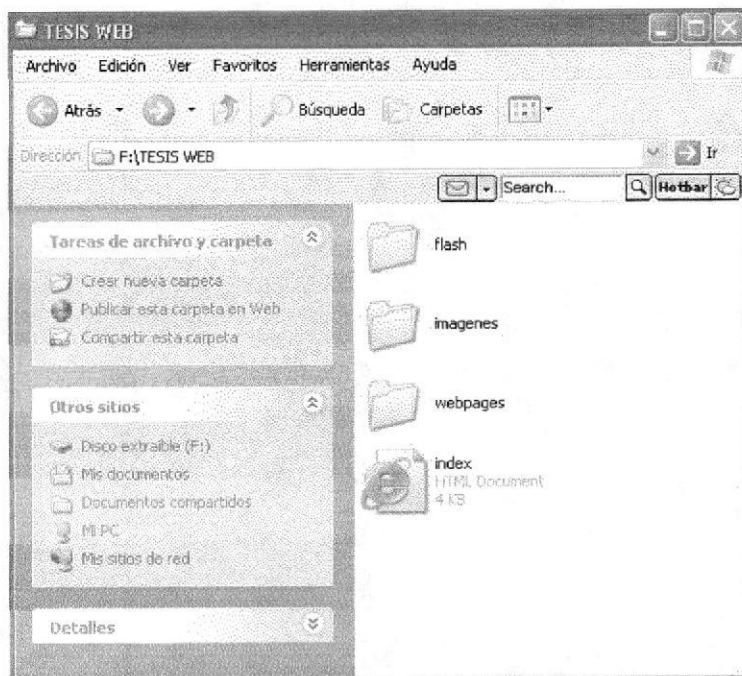 TESIS WEB
Archivo Edición Ver Favoritos Herramientas Ayuda
Atrás Búsqueda Carpetas
Dirección F:\TESIS WEB Ir
Search... Hotbar
Tareas de archivo y carpeta
Crear nueva carpeta
Publicar esta carpeta en Web
Compartir esta carpeta
Otros sitios
Disco extraíble (F:)
Mis documentos
Documentos compartidos
Mi PC
Mis sitios de red
Detalles
flash
imagenes
webpages
index
HTML Document
4 KB